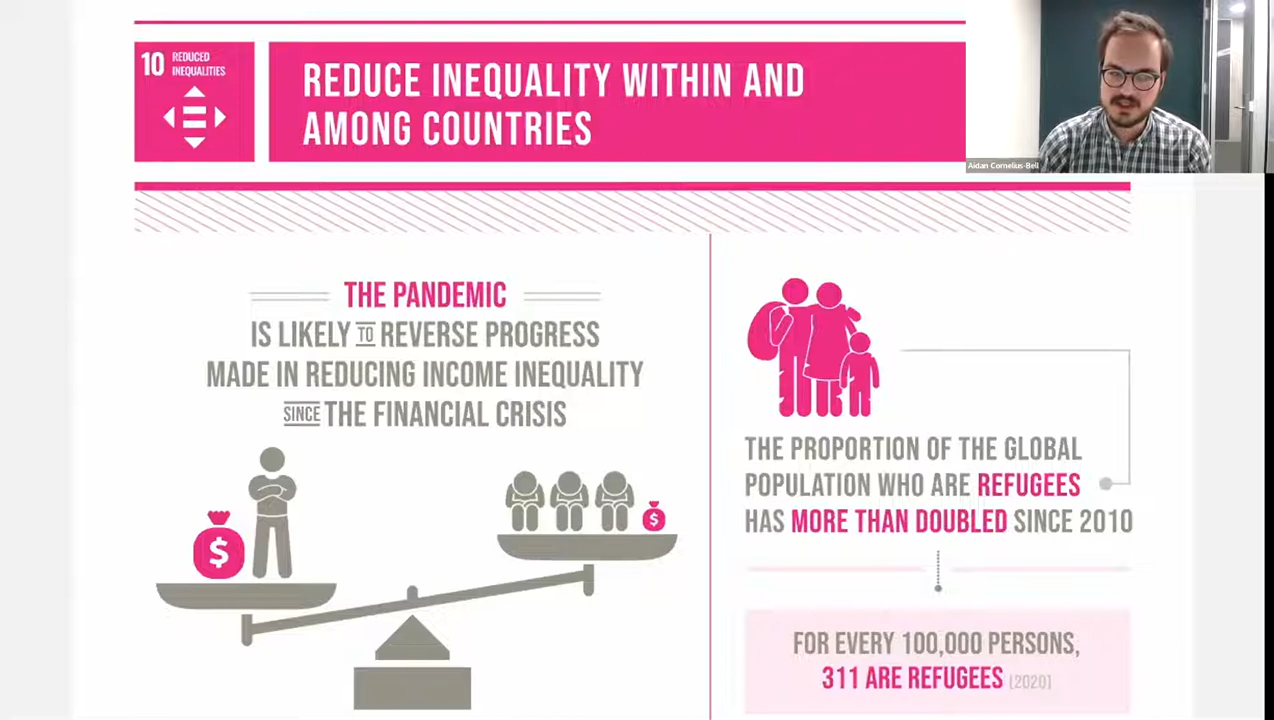 10 REDUCED
INEQUALITIES
REDUCE INEQUALITY WITHIN AND
AMONG COUNTRIES
Aidan Cornelius-Bell
THE PANDEMIC
IS LIKELY TO REVERSE PROGRESS
MADE IN REDUCING INCOME INEQUALITY
SINCE THE FINANCIAL CRISIS
$
$
THE PROPORTION OF THE GLOBAL
POPULATION WHO ARE REFUGEES
HAS MORE THAN DOUBLED SINCE 2010
FOR EVERY 100,000 PERSONS,
311 ARE REFUGEES [2020]